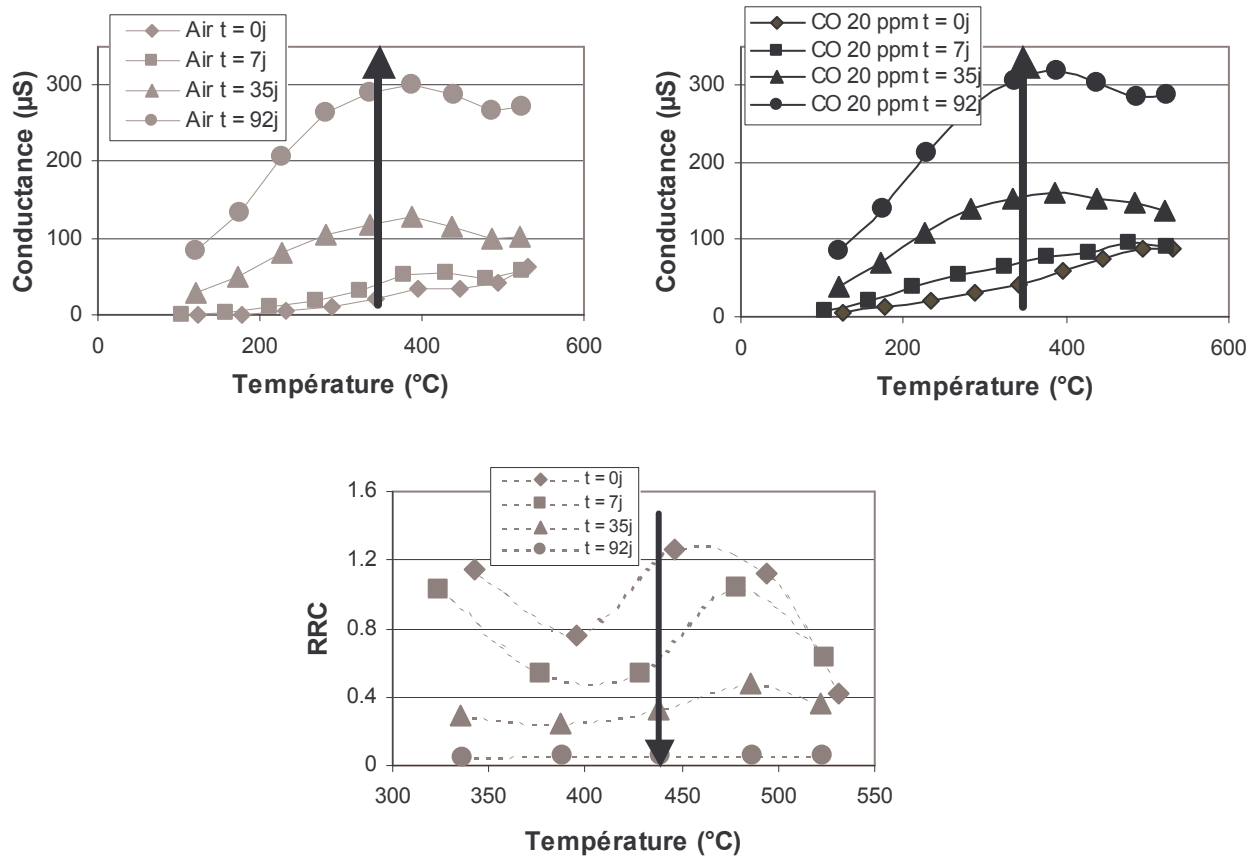 Air t = 0j
Air t = 7j
Air t = 35j
Air t = 92j
Conductance (µS)
300
200
100
0
0
200
400
600
Température (°C)
CO 20 ppm t = 0j
CO 20 ppm t = 7j
CO 20 ppm t = 35j
CO 20 ppm t = 92j
Conductance (µS)
300
200
100
0
0
200
400
600
Température (°C)
t = 0j
t = 7j
t = 35j
t = 92j
RRC
1.6
1.2
0.8
0.4
0
300
350
400
450
500
550
Température (°C)